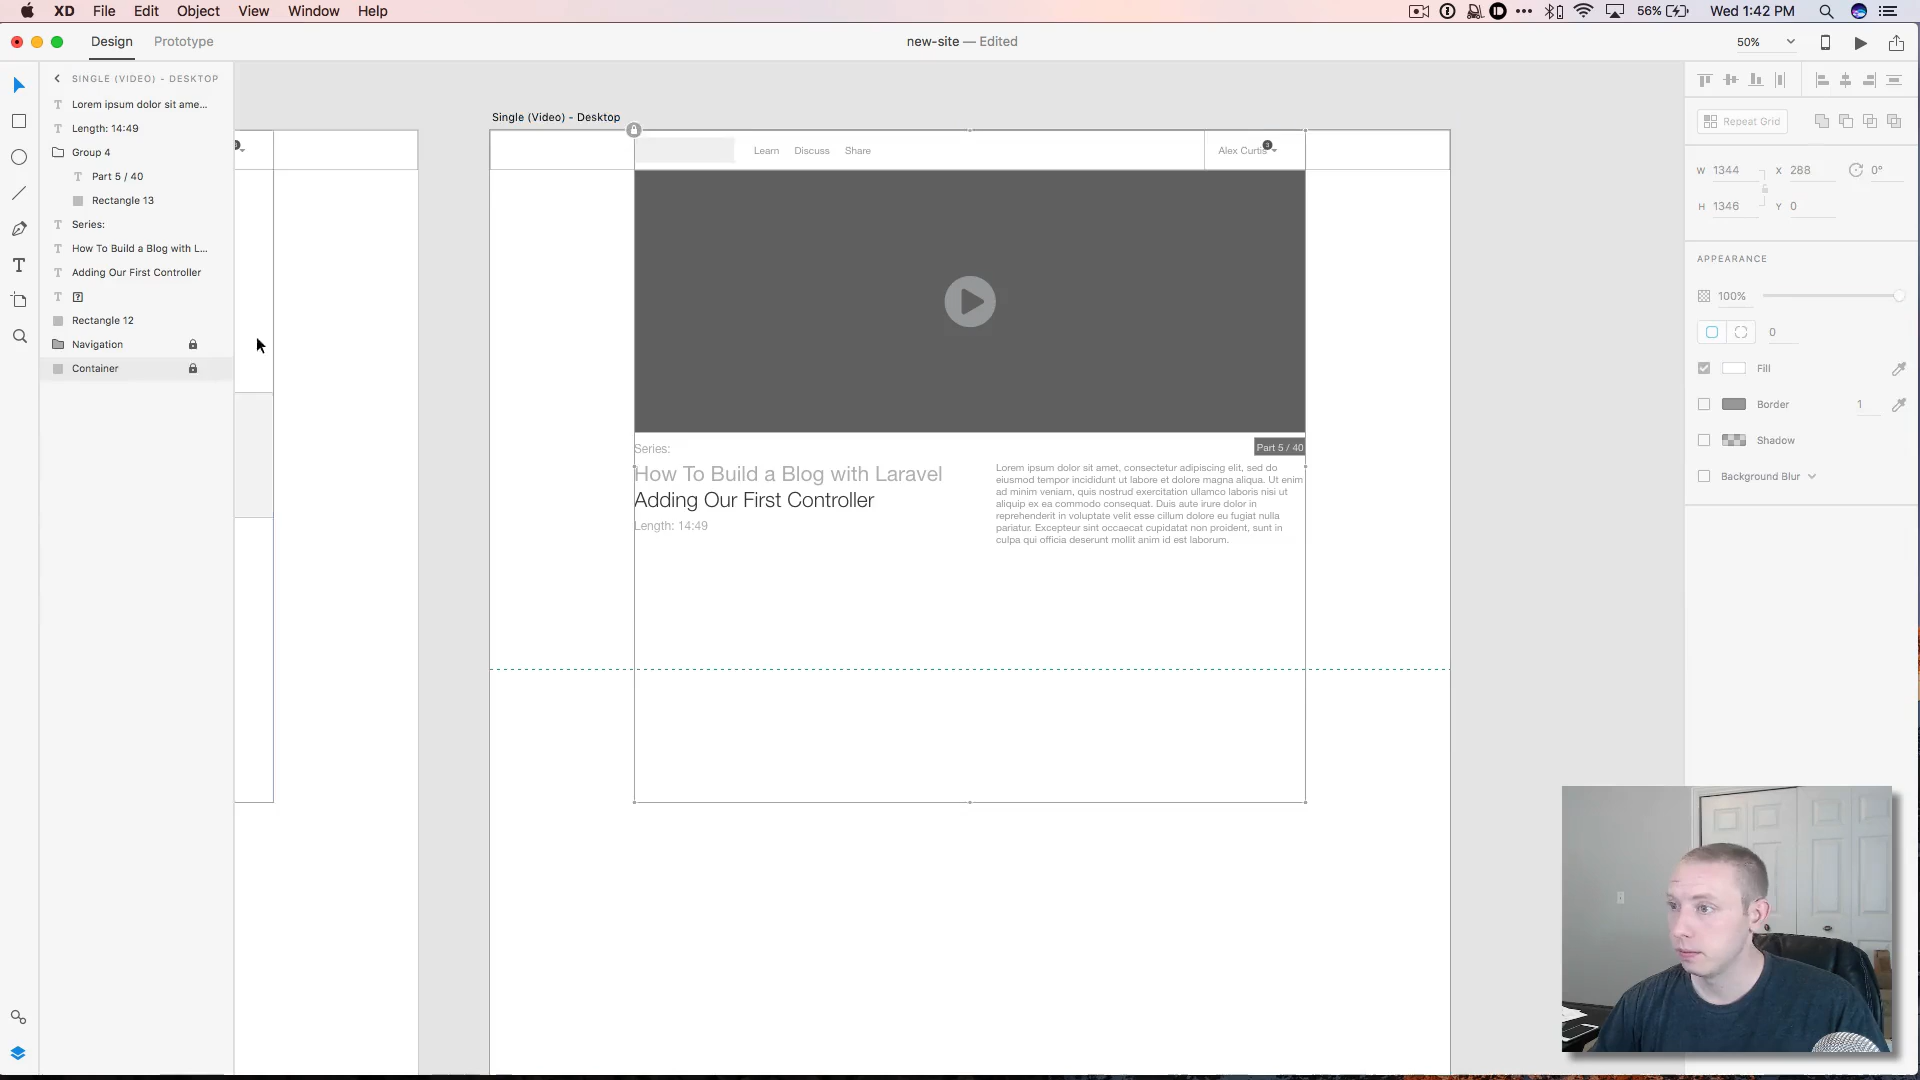 XD File Edit Object View Window Help
56% Wed 1:42 PM
Design Prototype
new-site — Edited
50%
SINGLE (VIDEO) - DESKTOP
Lorem ipsum dolor sit ame...
Length: 14:49
Group 4
Part 5 / 40
Rectangle 13
Series:
How To Build a Blog with L...
Adding Our First Controller
?
Rectangle 12
Navigation
Container
Single (Video) - Desktop
Learn Discuss Share
Alex Curtis
3
Series:
How To Build a Blog with Laravel
Adding Our First Controller
Length: 14:49
Part 5 / 40
Lorem ipsum dolor sit amet, consectetur adipiscing elit, sed do
eiusmod tempor incididunt ut labore et dolore magna aliqua. Ut enim
ad minim veniam, quis nostrud exercitation ullamco laboris nisi ut
aliquip ex ea commodo consequat. Duis aute irure dolor in
reprehenderit in voluptate velit esse cillum dolore eu fugiat nulla
pariatur. Excepteur sint occaecat cupidatat non proident, sunt in
culpa qui officia deserunt mollit anim id est laborum.
Repeat Grid
W 1344 X 288 0°
H 1346 Y 0
APPEARANCE
100%
0
Fill
Border 1
Shadow
Background Blur